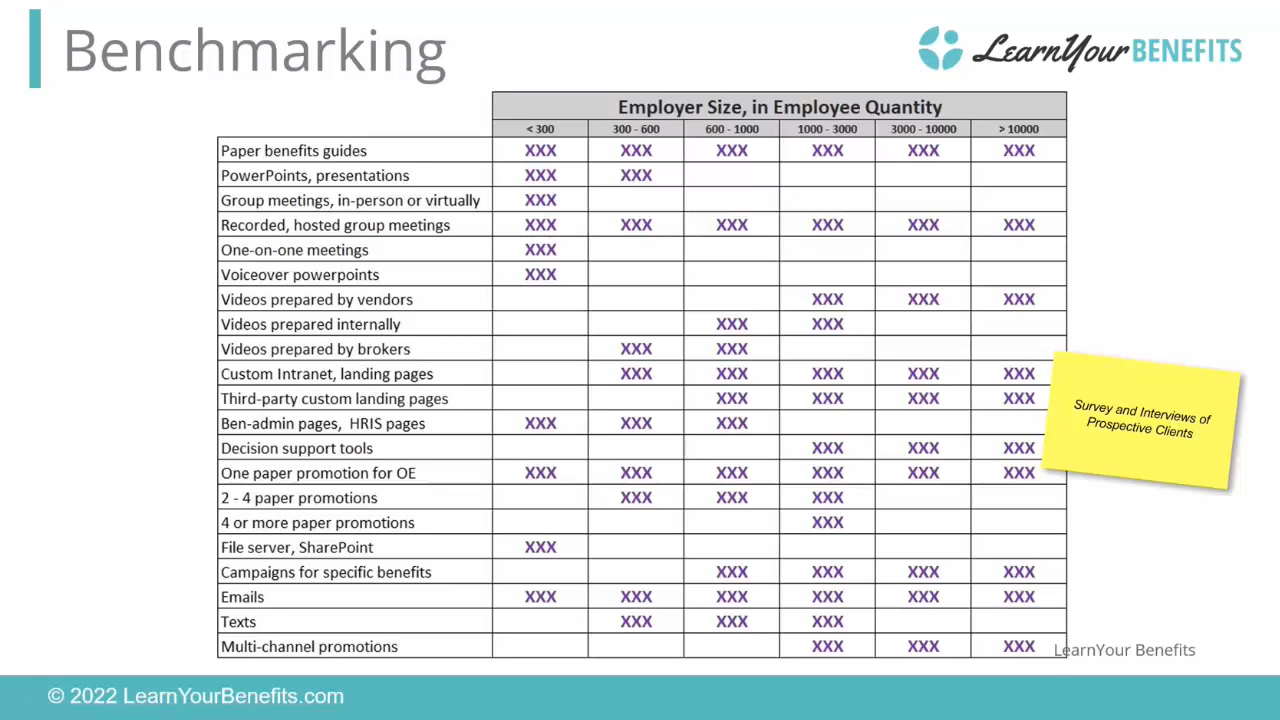 Benchmarking
LearnYour BENEFITS
Employer Size, in Employee Quantity
< 300 300 - 600 600 - 1000 1000 - 3000 3000 - 10000 > 10000
Paper benefits guides XXX XXX XXX XXX XXX XXX
PowerPoints, presentations XXX XXX
Group meetings, in-person or virtually XXX
Recorded, hosted group meetings XXX XXX XXX XXX XXX XXX
One-on-one meetings XXX
Voiceover powerpoints XXX
Videos prepared by vendors XXX XXX XXX
Videos prepared internally XXX XXX
Videos prepared by brokers XXX XXX
Custom Intranet, landing pages XXX XXX XXX XXX XXX
Third-party custom landing pages XXX XXX XXX XXX
Ben-admin pages, HRIS pages XXX XXX XXX
Decision support tools XXX XXX XXX
One paper promotion for OE XXX XXX XXX XXX XXX XXX
2 - 4 paper promotions XXX XXX XXX
4 or more paper promotions XXX
File server, SharePoint XXX
Campaigns for specific benefits XXX XXX XXX XXX
Emails XXX XXX XXX XXX XXX XXX
Texts XXX XXX XXX
Multi-channel promotions XXX XXX XXX
Survey and Interviews of
Prospective Clients
LearnYour Benefits
© 2022 LearnYourBenefits.com